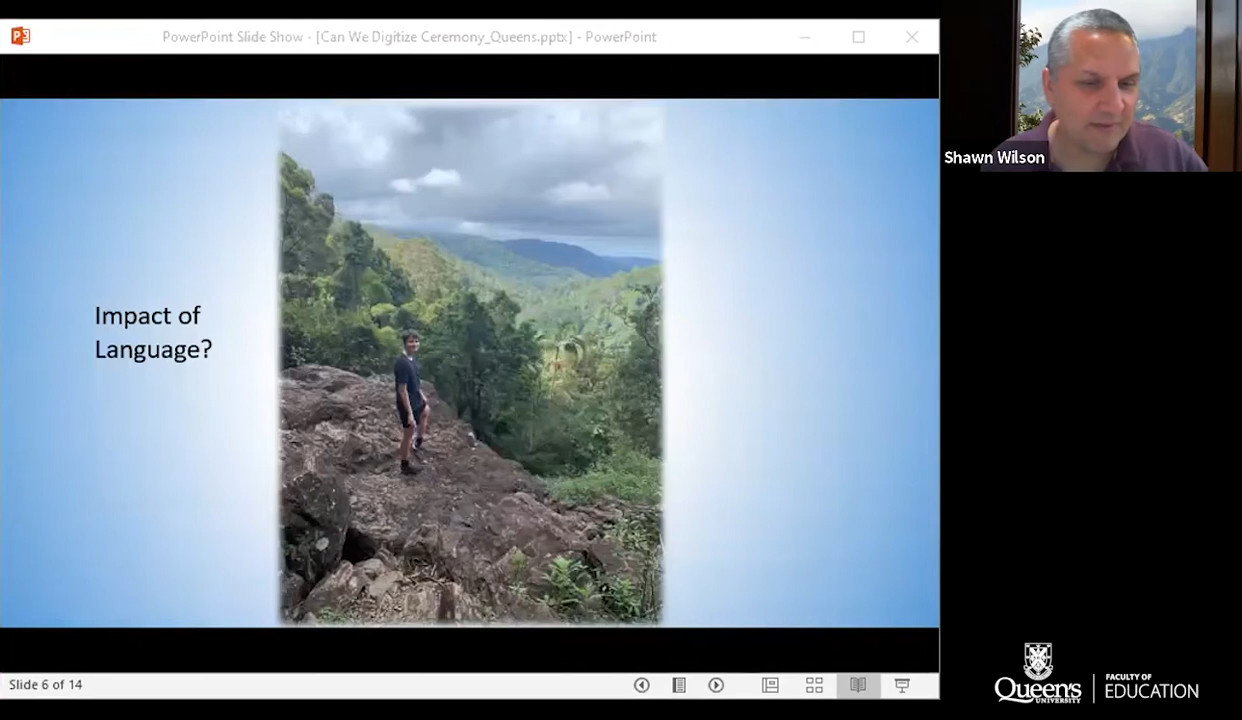 PowerPoint Slide Show - [Can We Digitize Ceremony_Queens.pptx] - PowerPoint
Shawn Wilson
Impact of
Language?
Slide 6 of 14
Queen's
UNIVERSITY
FACULTY OF
EDUCATION